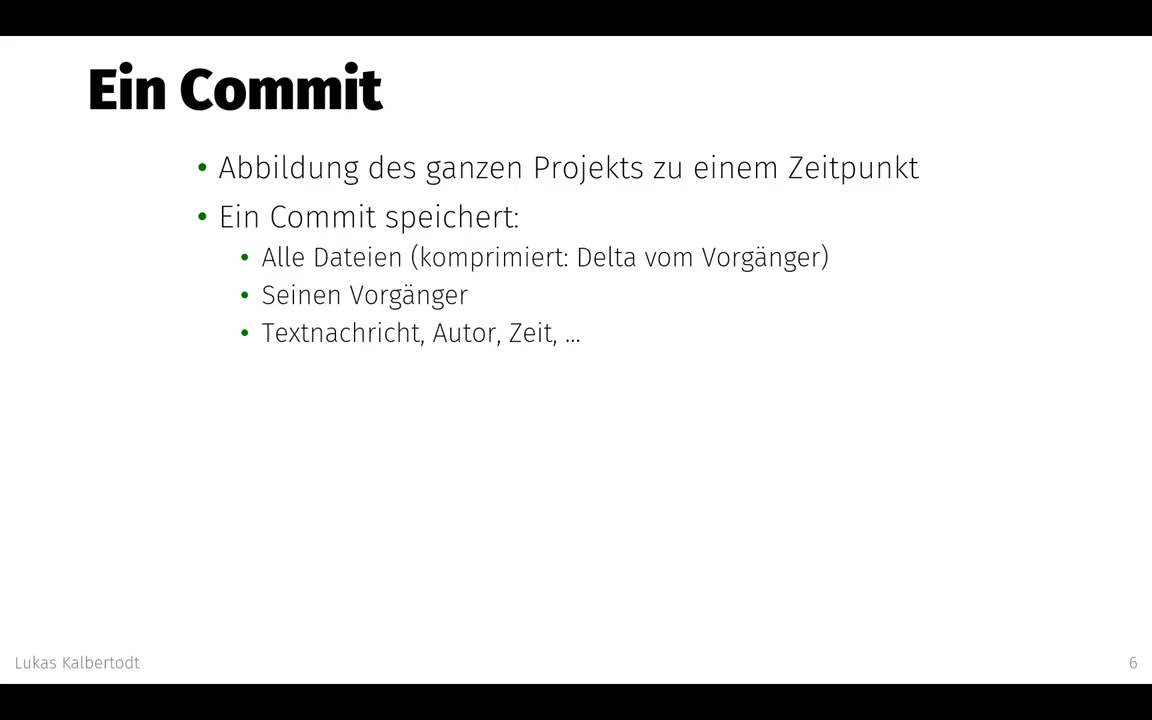 Ein Commit
• Abbildung des ganzen Projekts zu einem Zeitpunkt
• Ein Commit speichert:
• Alle Dateien (komprimiert: Delta vom Vorgänger)
• Seinen Vorgänger
• Textnachricht, Autor, Zeit, ...
Lukas Kalbertodt
6